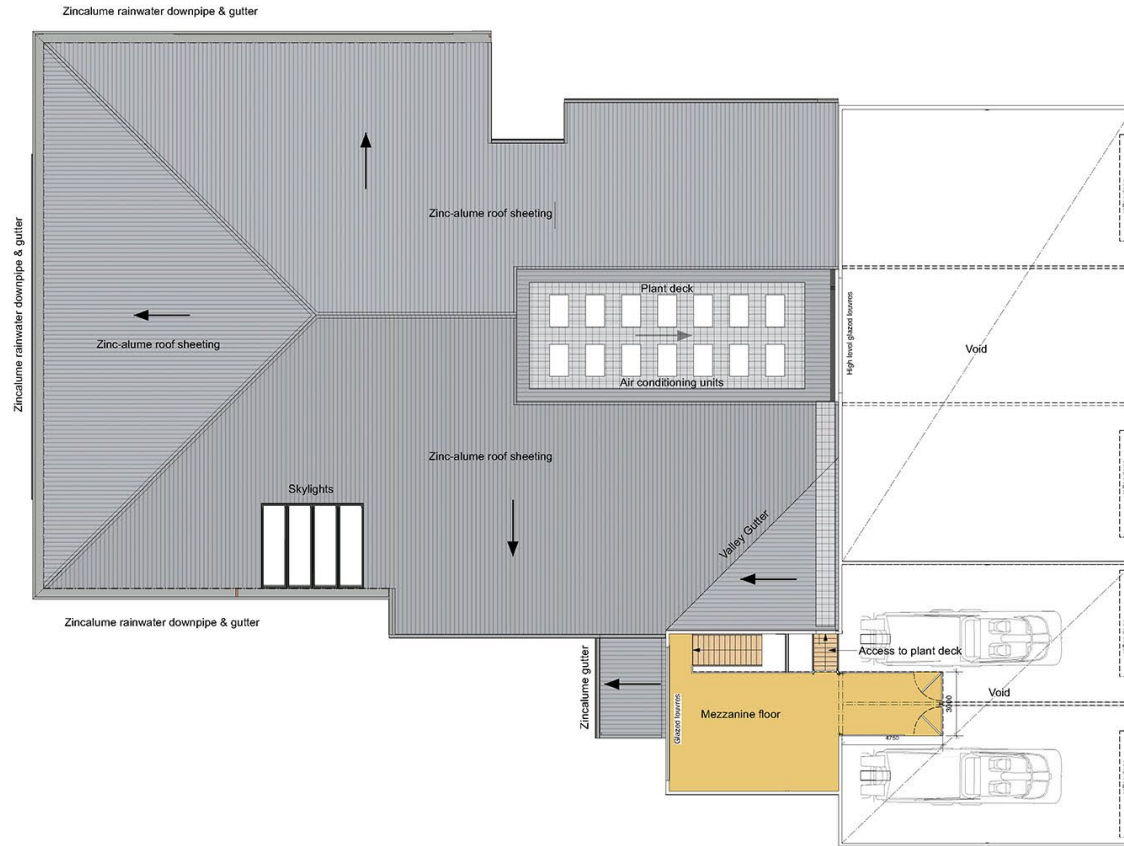 Zincalume rainwater downpipe & gutter
Zincalume rainwater downpipe & gutter
Zinc-alume roof sheeting
Plant deck
High level glazed louvres
Void
Zinc-alume roof sheeting
Air conditioning units
Zinc-alume roof sheeting
Skylights
Valley Gutter
Zincalume rainwater downpipe & gutter
Zincalume gutter
Access to plant deck
Glazed louvres
Mezzanine floor
Void
3000
4750